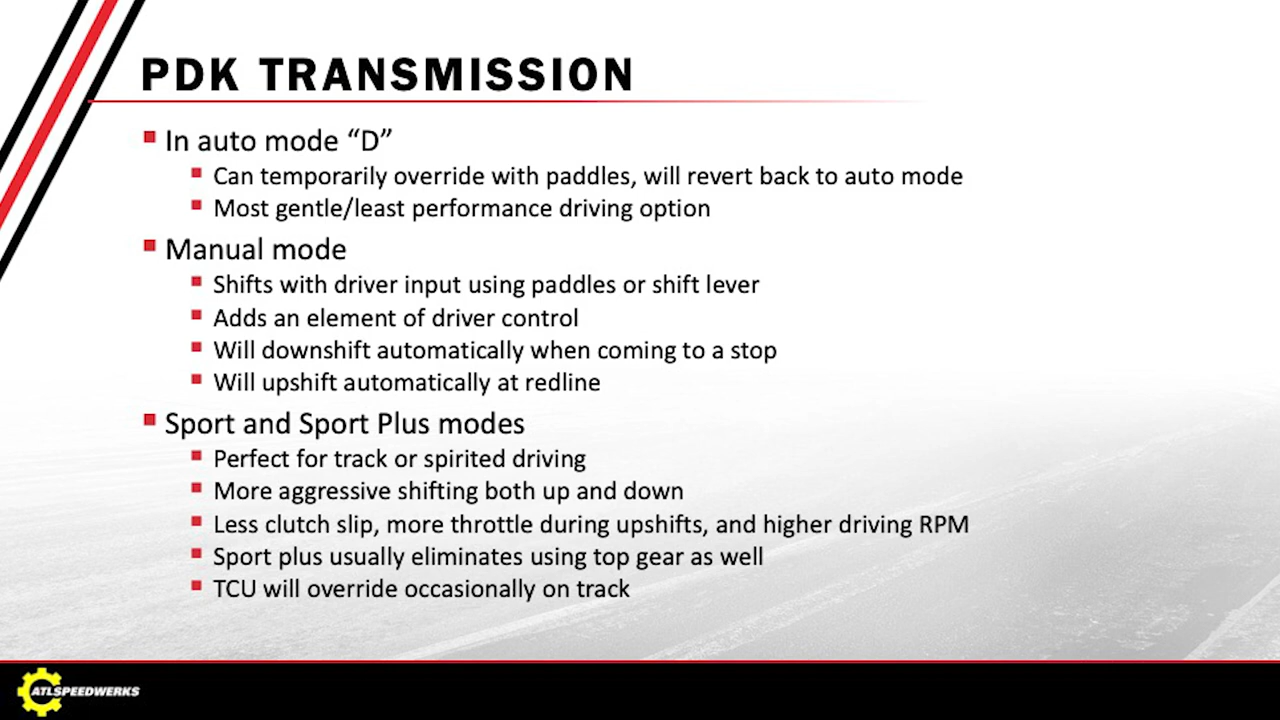 PDK TRANSMISSION
In auto mode “D”
Can temporarily override with paddles, will revert back to auto mode
Most gentle/least performance driving option
Manual mode
Shifts with driver input using paddles or shift lever
Adds an element of driver control
Will downshift automatically when coming to a stop
Will upshift automatically at redline
Sport and Sport Plus modes
Perfect for track or spirited driving
More aggressive shifting both up and down
Less clutch slip, more throttle during upshifts, and higher driving RPM
Sport plus usually eliminates using top gear as well
TCU will override occasionally on track
ATLSPEEDWERKS